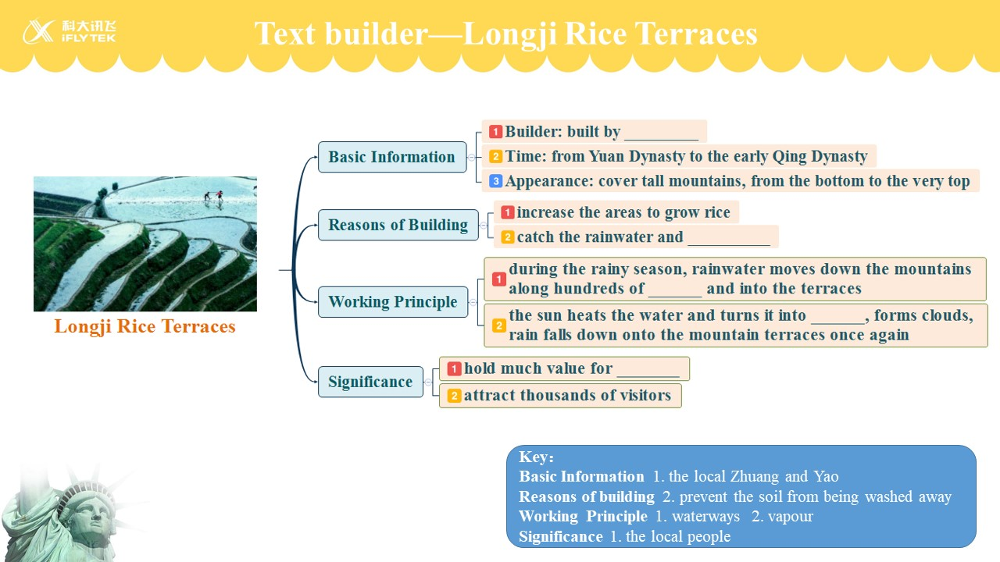 科大讯飞
iFLYTEK
Text builder—Longji Rice Terraces
Basic Information
1 Builder: built by _________
2 Time: from Yuan Dynasty to the early Qing Dynasty
3 Appearance: cover tall mountains, from the bottom to the very top
Reasons of Building
1 increase the areas to grow rice
2 catch the rainwater and __________
Working Principle
1 during the rainy season, rainwater moves down the mountains
along hundreds of ______ and into the terraces
2 the sun heats the water and turns it into ______, forms clouds,
rain falls down onto the mountain terraces once again
Significance
1 hold much value for _______
2 attract thousands of visitors
Longji Rice Terraces
Key：
Basic Information 1. the local Zhuang and Yao
Reasons of building 2. prevent the soil from being washed away
Working Principle 1. waterways 2. vapour
Significance 1. the local people